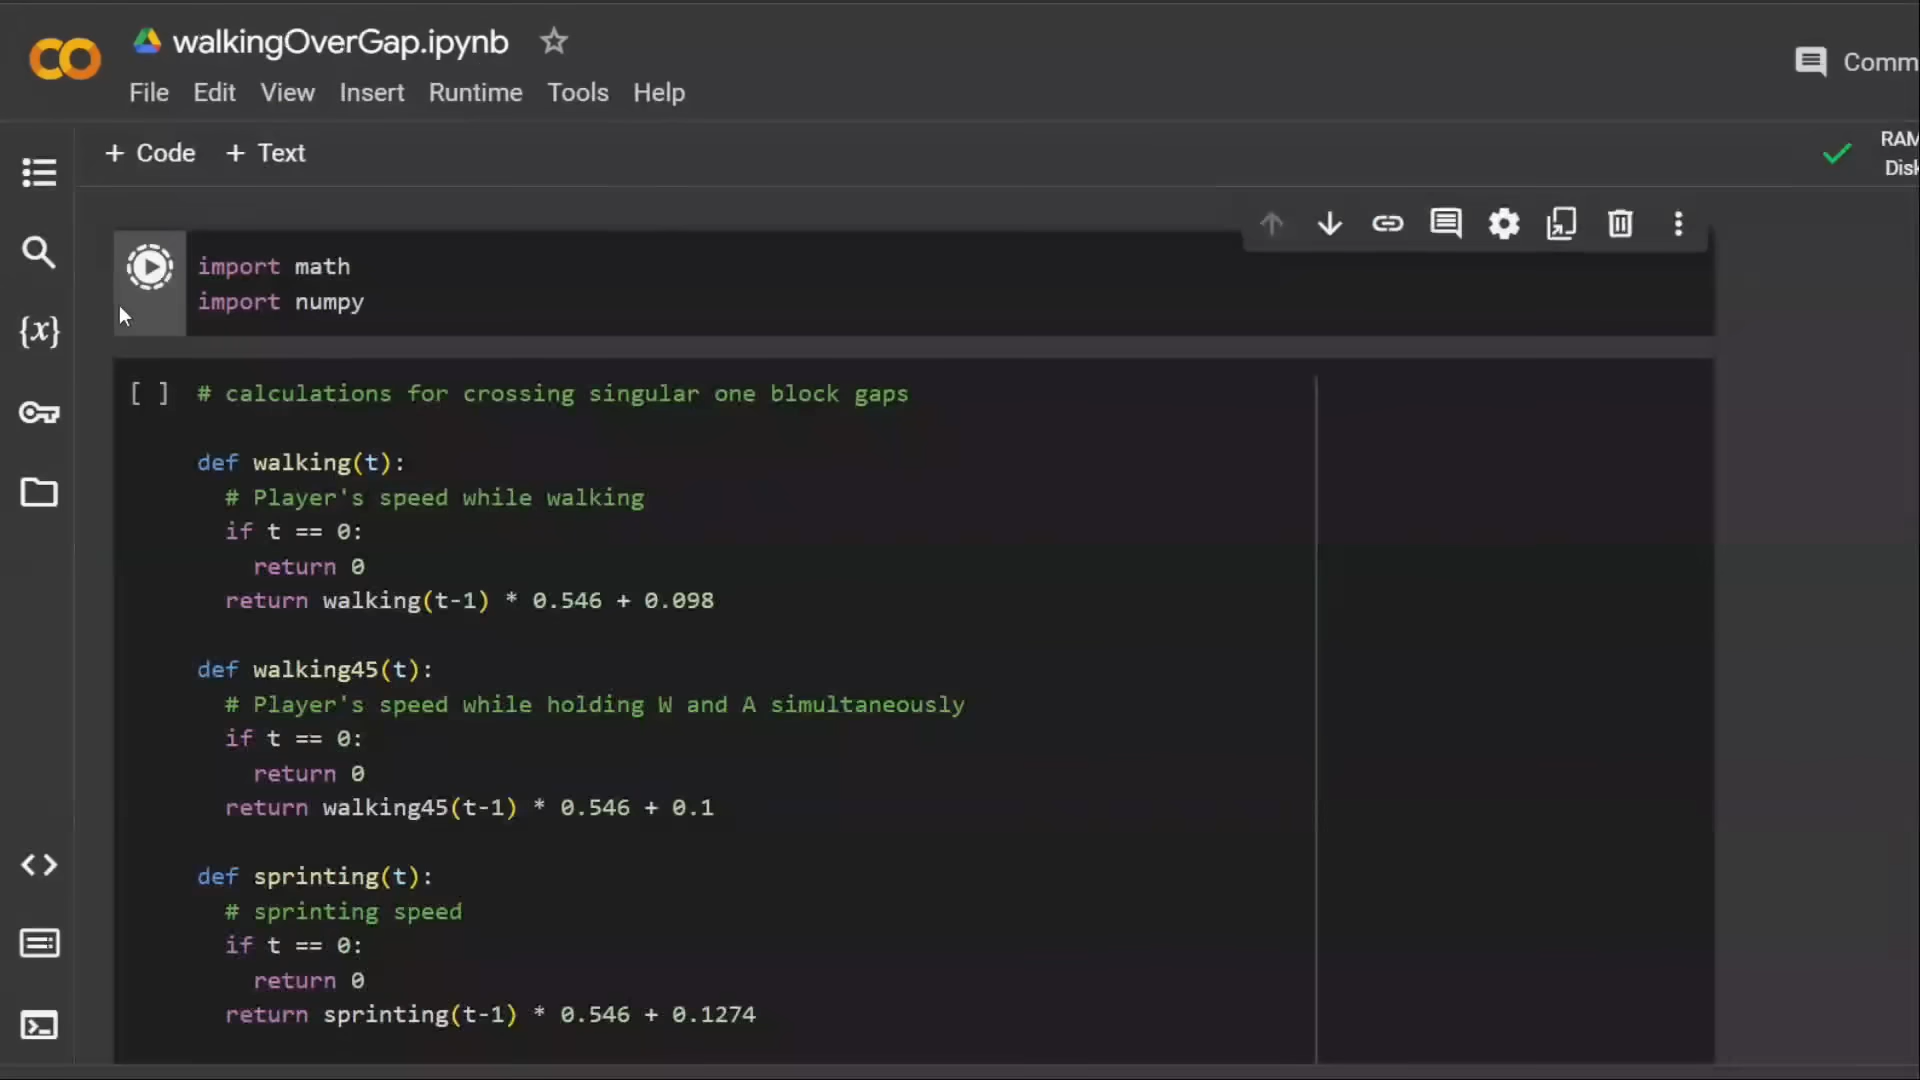 walkingOverGap.ipynb
Comm
File Edit View Insert Runtime Tools Help
+ Code + Text
RAM
Disk
import math
import numpy
{x}
[ ] # calculations for crossing singular one block gaps
def walking(t):
# Player's speed while walking
if t == 0:
return 0
return walking(t-1) * 0.546 + 0.098
def walking45(t):
# Player's speed while holding W and A simultaneously
if t == 0:
return 0
return walking45(t-1) * 0.546 + 0.1
def sprinting(t):
# sprinting speed
if t == 0:
return 0
return sprinting(t-1) * 0.546 + 0.1274